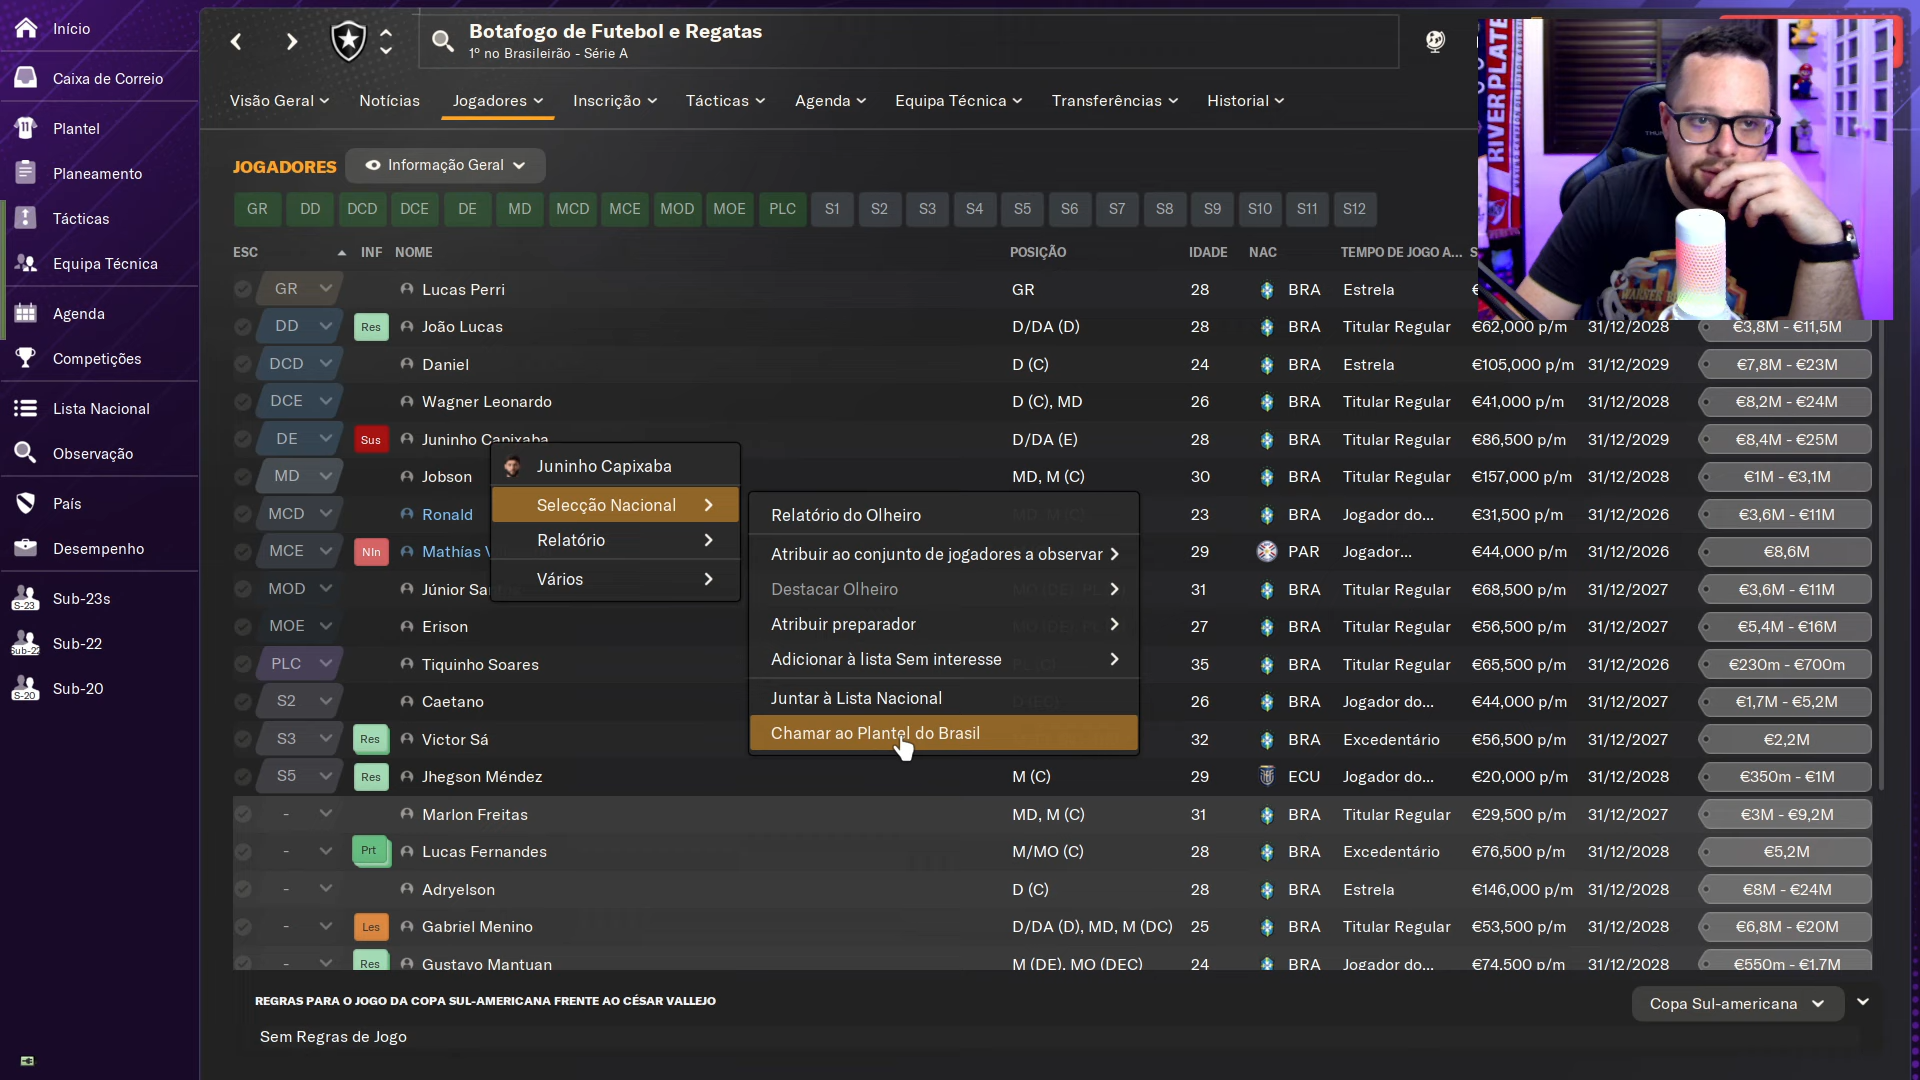 Início
Caixa de Correio
Plantel
Planeamento
Tácticas
Equipa Técnica
Agenda
Competições
Lista Nacional
Observação
País
Desempenho
S-23 Sub-23s
Sub-22 Sub-22
S-20 Sub-20
Botafogo de Futebol e Regatas
1º no Brasileirão - Série A
Visão Geral Notícias Jogadores Inscrição Tácticas Agenda Equipa Técnica Transferências Historial
JOGADORES Informação Geral
GR DD DCD DCE DE MD MCD MCE MOD MOE PLC S1 S2 S3 S4 S5 S6 S7 S8 S9 S10 S11 S12
ESC INF NOME POSIÇÃO IDADE NAC TEMPO DE JOGO A... S
GR Lucas Perri GR 28 BRA Estrela €
DD Res João Lucas D/DA (D) 28 BRA Titular Regular €62,000 p/m 31/12/2028 €3,8M - €11,5M
DCD Daniel D (C) 24 BRA Estrela €105,000 p/m 31/12/2029 €7,8M - €23M
DCE Wagner Leonardo D (C), MD 26 BRA Titular Regular €41,000 p/m 31/12/2028 €8,2M - €24M
DE Sus Juninho Capixaba D/DA (E) 28 BRA Titular Regular €86,500 p/m 31/12/2029 €8,4M - €25M
MD Jobson MD, M (C) 30 BRA Titular Regular €157,000 p/m 31/12/2028 €1M - €3,1M
MCD Ronald MD, M (C) 23 BRA Jogador do... €31,500 p/m 31/12/2026 €3,6M - €11M
MCE NIn Mathías V 29 PAR Jogador... €44,000 p/m 31/12/2026 €8,6M
MOD Júnior Sa 31 BRA Titular Regular €68,500 p/m 31/12/2027 €3,6M - €11M
MOE Erison 27 BRA Titular Regular €56,500 p/m 31/12/2027 €5,4M - €16M
PLC Tiquinho Soares 35 BRA Titular Regular €65,500 p/m 31/12/2026 €230m - €700m
S2 Caetano 26 BRA Jogador do... €44,000 p/m 31/12/2026 €1,7M - €5,2M
S3 Res Victor Sá 32 BRA Excedentário €56,500 p/m 31/12/2027 €2,2M
S5 Res Jhegson Méndez M (C) 29 ECU Jogador do... €20,000 p/m 31/12/2028 €350m - €1M
- Marlon Freitas MD, M (C) 31 BRA Titular Regular €29,500 p/m 31/12/2027 €3M - €9,2M
- Prt Lucas Fernandes M/MO (C) 28 BRA Excedentário €76,500 p/m 31/12/2028 €5,2M
- Adryelson D (C) 28 BRA Estrela €146,000 p/m 31/12/2028 €8M - €24M
- Les Gabriel Menino D/DA (D), MD, M (DC) 25 BRA Titular Regular €53,500 p/m 31/12/2028 €6,8M - €20M
- Res Gustavo Mantuan M (DE), MO (DEC) 24 BRA Jogador do... €74,500 p/m 31/12/2028 €550m - €1,7M
Juninho Capixaba
Selecção Nacional
Relatório
Vários
Relatório do Olheiro
Atribuir ao conjunto de jogadores a observar
Destacar Olheiro
Atribuir preparador
Adicionar à lista Sem interesse
Juntar à Lista Nacional
Chamar ao Plantel do Brasil
REGRAS PARA O JOGO DA COPA SUL-AMERICANA FRENTE AO CÉSAR VALLEJO Copa Sul-americana
Sem Regras de Jogo
RIVER PLATE
WARNER